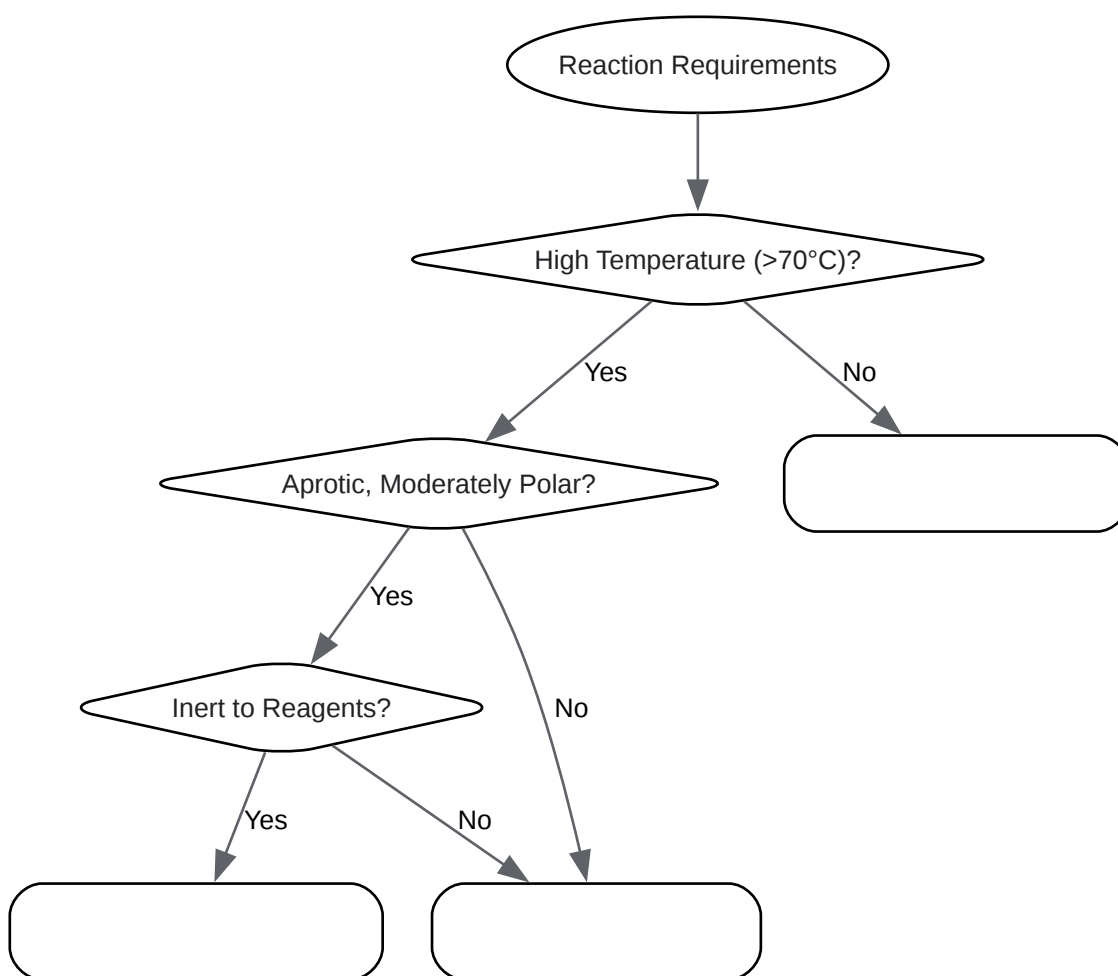 Reaction Requirements
High Temperature (>70°C)?
Yes
No
Aprotic, Moderately Polar?
Yes
Inert to Reagents?
No
Yes
No